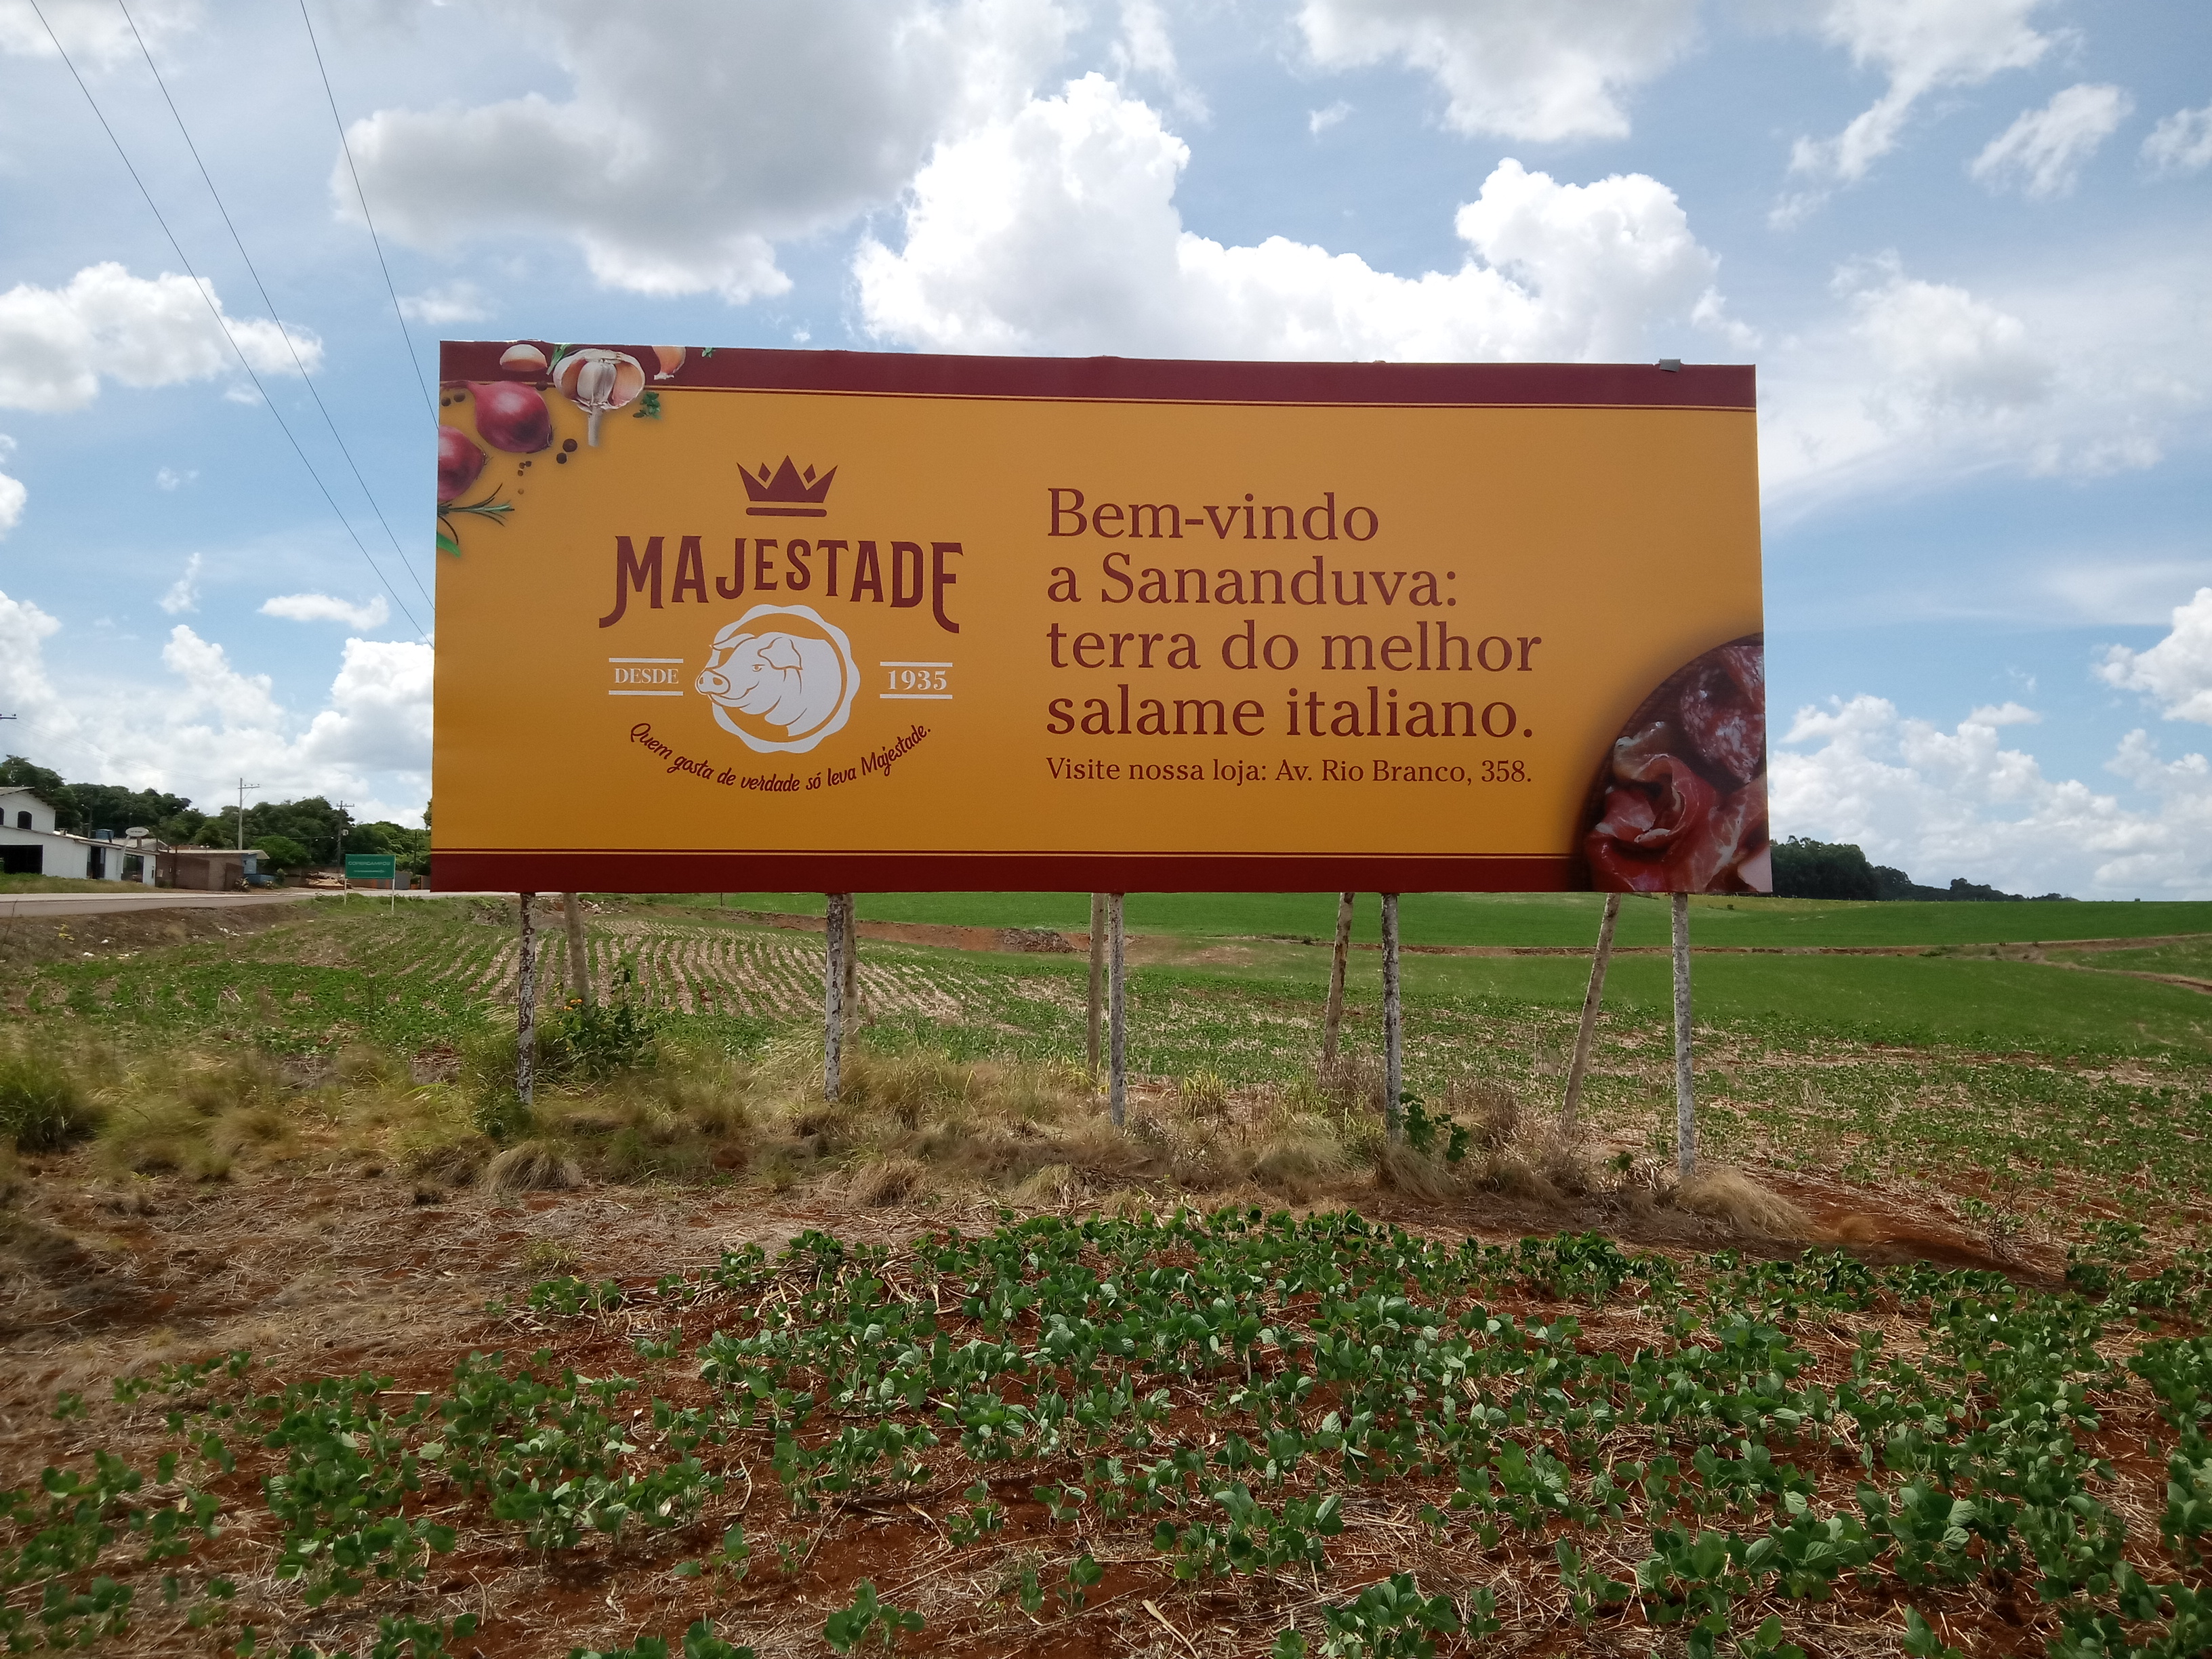 MAJESTADE
DESDE 1935
Quem gosta de verdade só leva Majestade.
Bem-vindo
a Sananduva:
terra do melhor
salame italiano.
Visite nossa loja: Av. Rio Branco, 358.